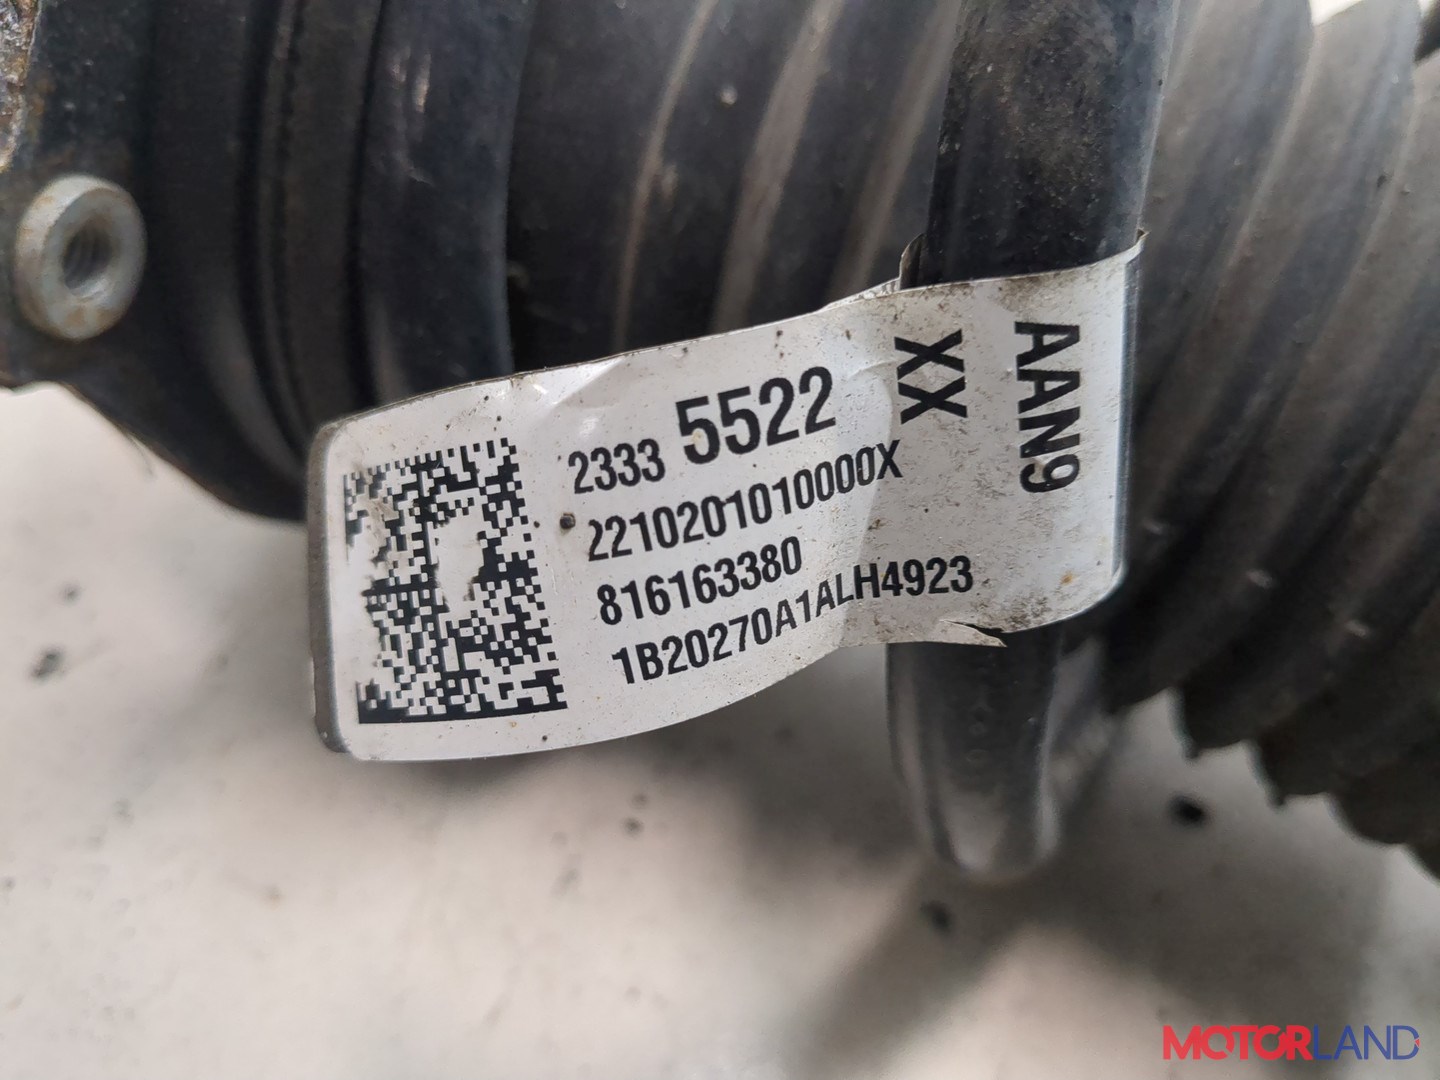 2333 5522
XX
AAN9
2210201010000X
816163380
1B20270A1ALH4923
MOTORLAND